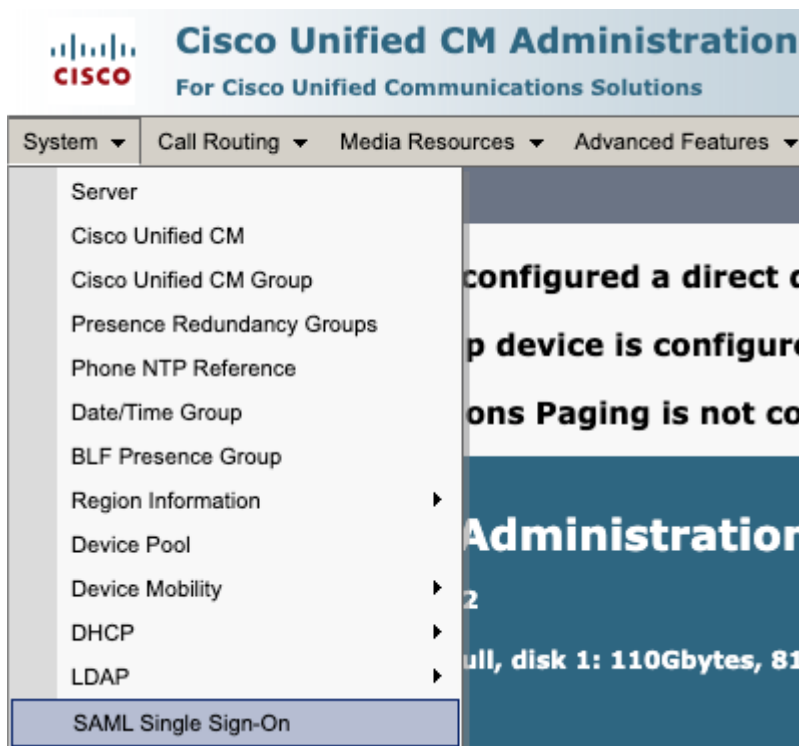 CISCO
Cisco Unified CM Administration
For Cisco Unified Communications Solutions
System Call Routing Media Resources Advanced Features
Server
Cisco Unified CM
Cisco Unified CM Group
configured a direct
Presence Redundancy Groups
p device is configur
Phone NTP Reference
Date/Time Group
ons Paging is not co
BLF Presence Group
Region Information
Device Pool
Administration
Device Mobility
2
DHCP
ull, disk 1: 110Gbytes, 81
LDAP
SAML Single Sign-On